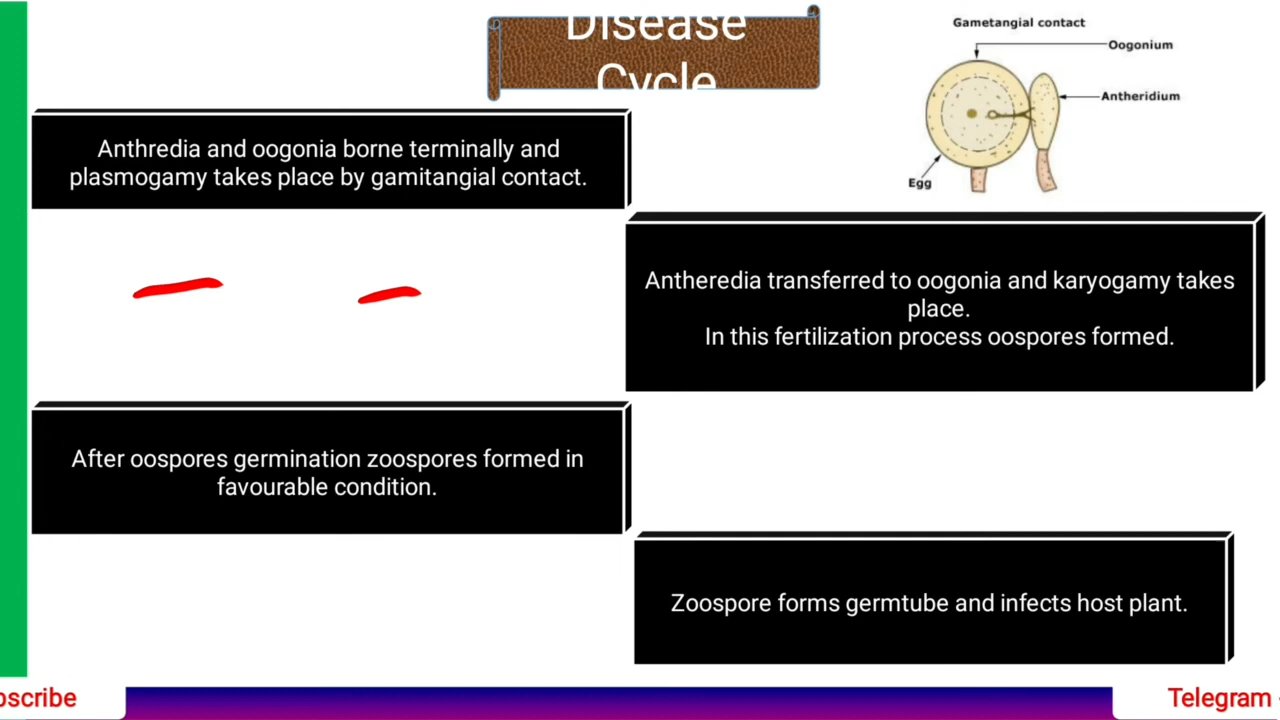 Disease
Cycle
Gametangial contact
Oogonium
Antheridium
Egg
Anthredia and oogonia borne terminally and
plasmogamy takes place by gamitangial contact.
Antheredia transferred to oogonia and karyogamy takes
place.
In this fertilization process oospores formed.
After oospores germination zoospores formed in
favourable condition.
Zoospore forms germtube and infects host plant.
bscribe
Telegram